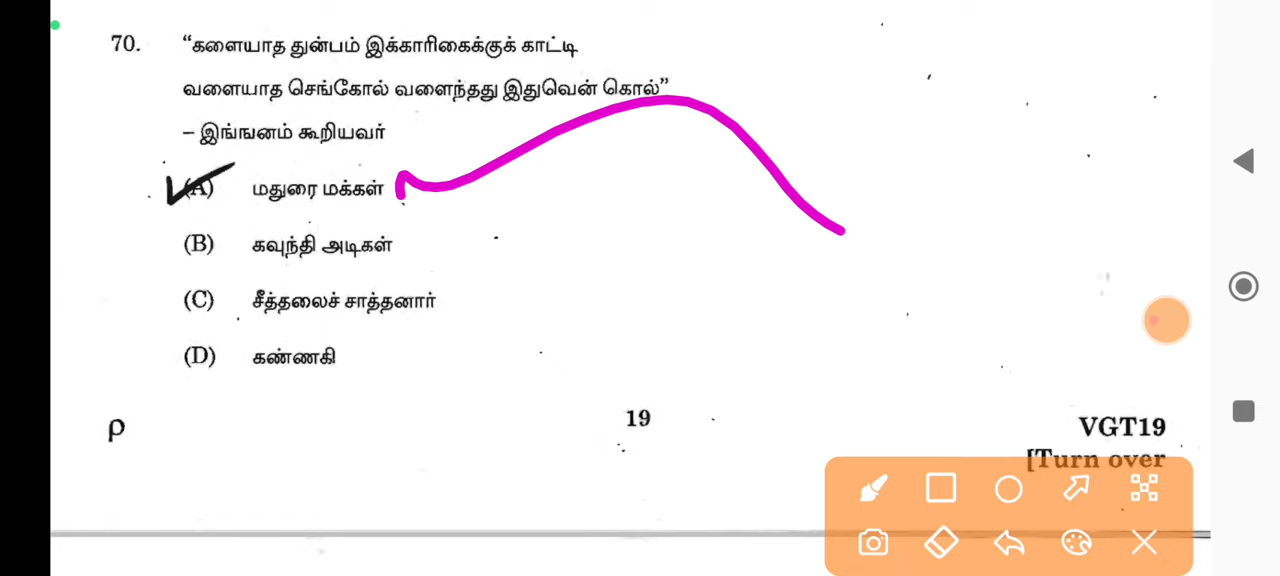 70. “களையாத துன்பம் இக்காரிகைக்குக் காட்டி
வளையாத செங்கோல் வளைந்தது இதுவென் கொல்”
– இங்ஙனம் கூறியவர்
(A) மதுரை மக்கள்
(B) கவுந்தி அடிகள்
(C) சீத்தலைச் சாத்தனார்
(D) கண்ணகி
ρ 19 VGT19
[Turn over